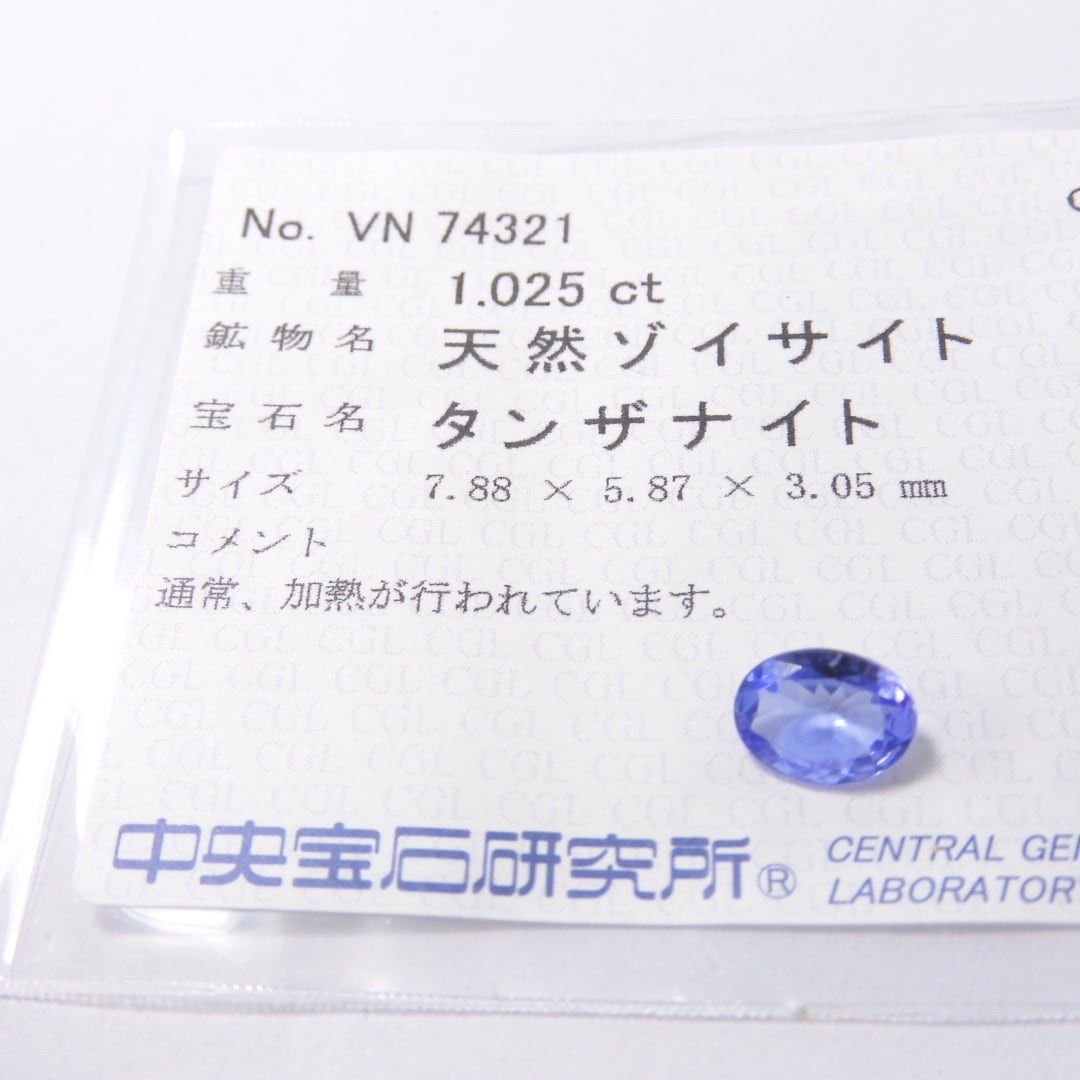 No. VN 74321
重量 1.025 ct
鉱物名 天然ゾイサイト
宝石名 タンザナイト
サイズ 7.88 × 5.87 × 3.05 mm
コメント
通常、加熱が行われています。
中央宝石研究所® CENTRAL GE
LABORATOR